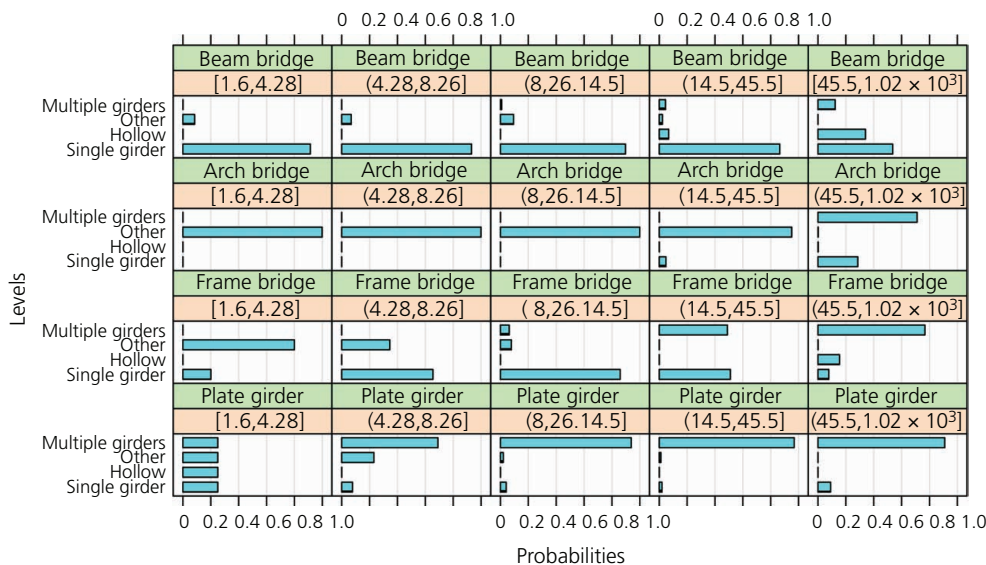 0 0.2 0.4 0.6 0.8 1.0 0 0.2 0.4 0.6 0.8 1.0
Beam bridge Beam bridge Beam bridge Beam bridge Beam bridge
[1.6,4.28] (4.28,8.26] (8,26.14.5] (14.5,45.5] [45.5,1.02 × 10³]
Multiple girders
Other
Hollow
Single girder
Arch bridge Arch bridge Arch bridge Arch bridge Arch bridge
[1.6,4.28] (4.28,8.26] (8,26.14.5] (14.5,45.5] (45.5,1.02 × 10³]
Multiple girders
Other
Hollow
Single girder
Frame bridge Frame bridge Frame bridge Frame bridge Frame bridge
[1.6,4.28] (4.28,8.26] ( 8,26.14.5] (14.5,45.5] (45.5,1.02 × 10³]
Multiple girders
Other
Hollow
Single girder
Plate girder Plate girder Plate girder Plate girder Plate girder
[1.6,4.28] (4.28,8.26] (8,26.14.5] (14.5,45.5] (45.5,1.02 × 10³]
Multiple girders
Other
Hollow
Single girder
0 0.2 0.4 0.6 0.8 1.0 0 0.2 0.4 0.6 0.8 1.0 0 0.2 0.4 0.6 0.8 1.0
Levels
Probabilities